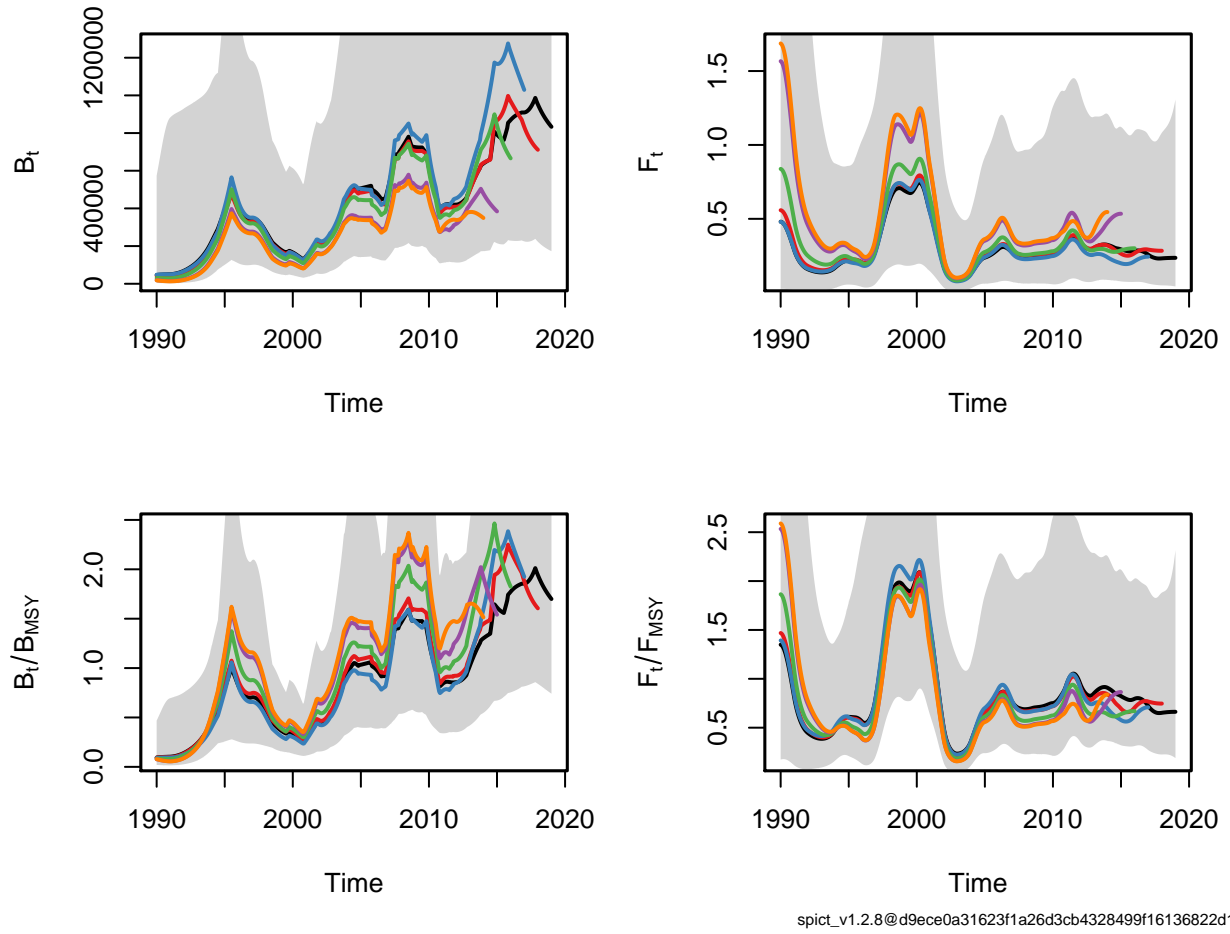 B_t
0 400000 1200000
1990 2000 2010 2020
Time
F_t
0.5 1.0 1.5
1990 2000 2010 2020
Time
B_t/B_MSY
0.0 1.0 2.0
1990 2000 2010 2020
Time
F_t/F_MSY
0.5 1.5 2.5
1990 2000 2010 2020
Time
spict_v1.2.8@d9ece0a31623f1a26d3cb4328499f16136822d1